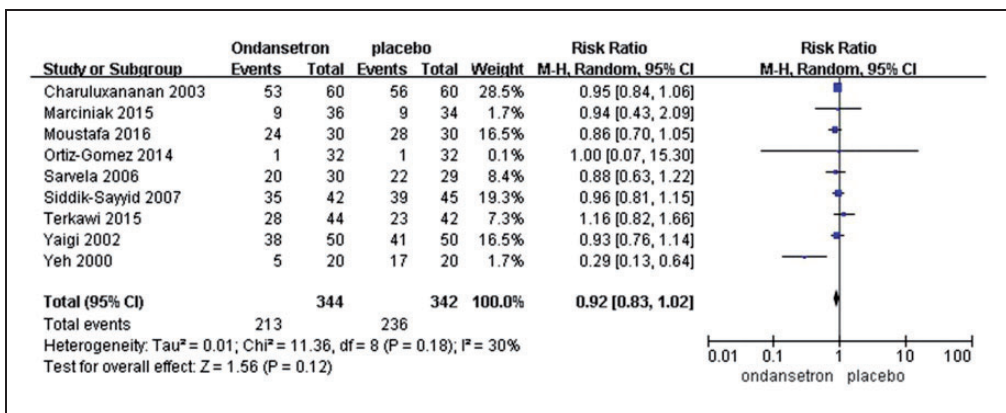 Ondansetron placebo Risk Ratio Risk Ratio
Study or Subgroup Events Total Events Total Weight M-H, Random, 95% CI M-H, Random, 95% CI
Charuluxananan 2003 53 60 56 60 28.5% 0.95 [0.84, 1.06]
Marciniak 2015 9 36 9 34 1.7% 0.94 [0.43, 2.09]
Moustafa 2016 24 30 28 30 16.5% 0.86 [0.70, 1.05]
Ortiz-Gomez 2014 1 32 1 32 0.1% 1.00 [0.07, 15.30]
Sarvela 2006 20 30 22 29 8.4% 0.88 [0.63, 1.22]
Siddik-Sayyid 2007 35 42 39 45 19.3% 0.96 [0.81, 1.15]
Terkawi 2015 28 44 23 42 7.3% 1.16 [0.82, 1.66]
Yaigi 2002 38 50 41 50 16.5% 0.93 [0.76, 1.14]
Yeh 2000 5 20 17 20 1.7% 0.29 [0.13, 0.64]
Total (95% CI) 344 342 100.0% 0.92 [0.83, 1.02]
Total events 213 236
Heterogeneity: Tau² = 0.01; Chi² = 11.36, df = 8 (P = 0.18); I² = 30%
Test for overall effect: Z = 1.56 (P = 0.12)
0.01 0.1 1 10 100
ondansetron placebo